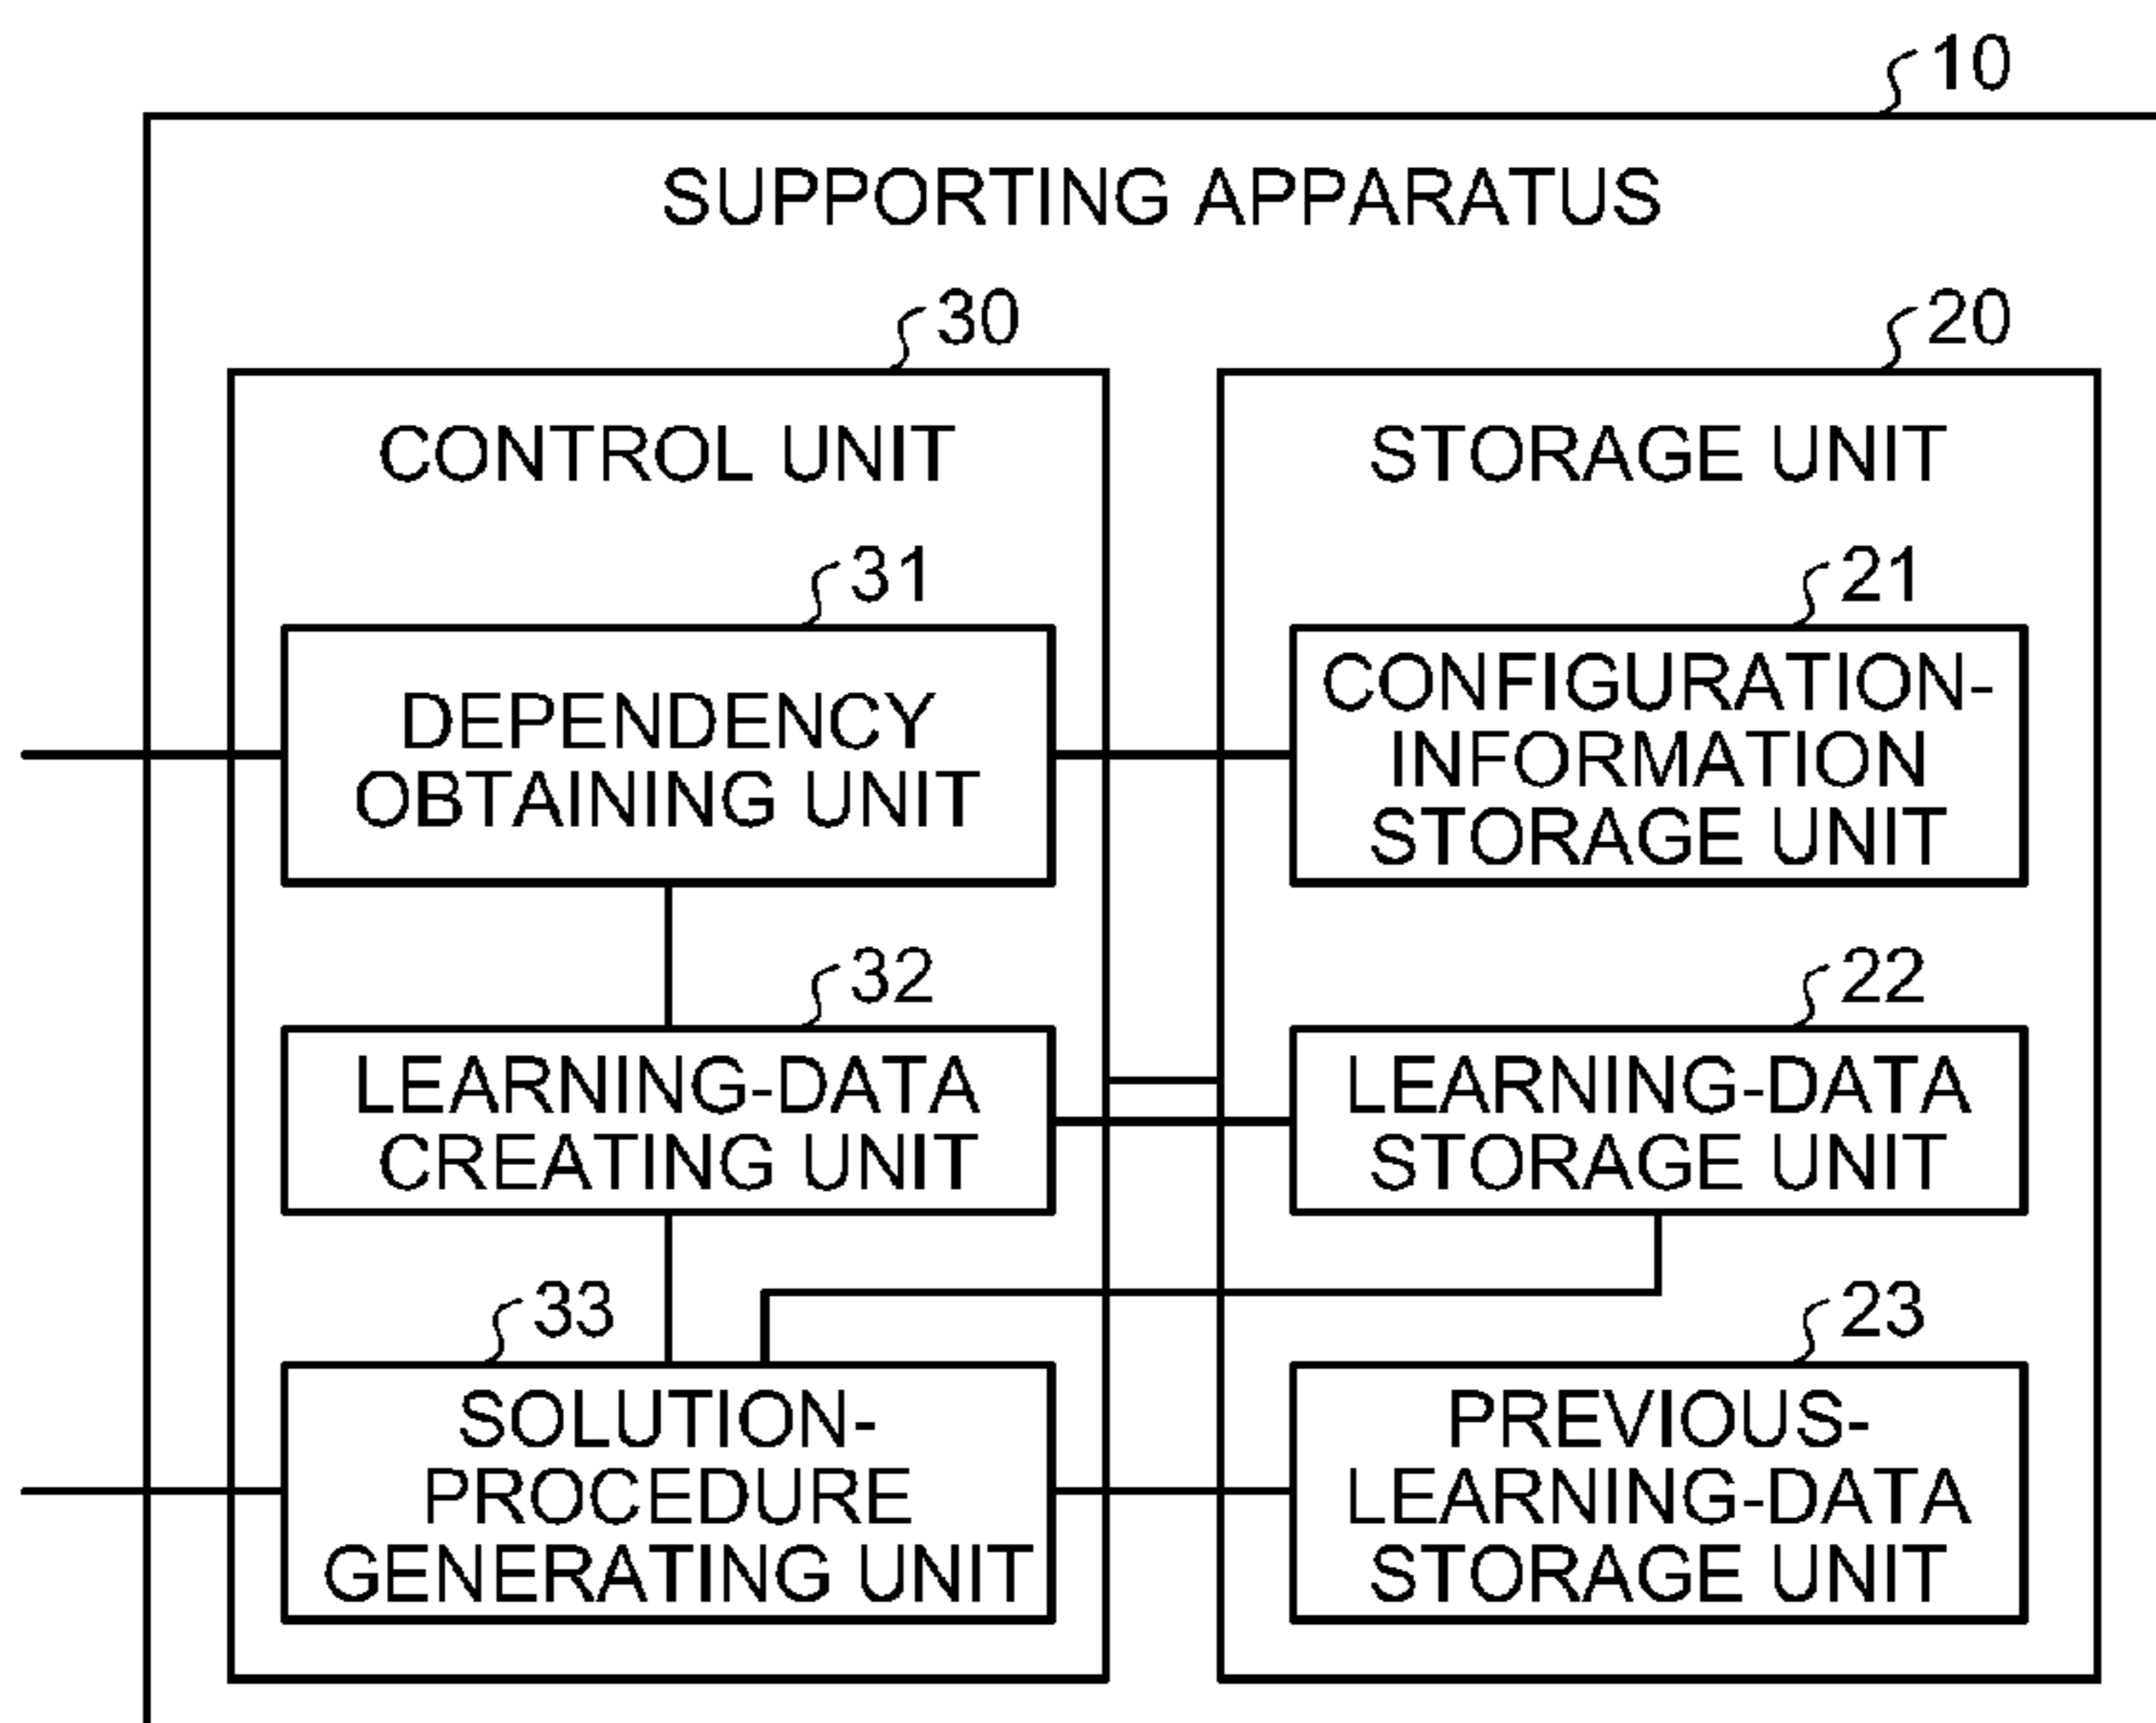 10
SUPPORTING APPARATUS
30
CONTROL UNIT
31
DEPENDENCY
OBTAINING UNIT
32
LEARNING-DATA
CREATING UNIT
33
SOLUTION-
PROCEDURE
GENERATING UNIT
20
STORAGE UNIT
21
CONFIGURATION-
INFORMATION
STORAGE UNIT
22
LEARNING-DATA
STORAGE UNIT
23
PREVIOUS-
LEARNING-DATA
STORAGE UNIT